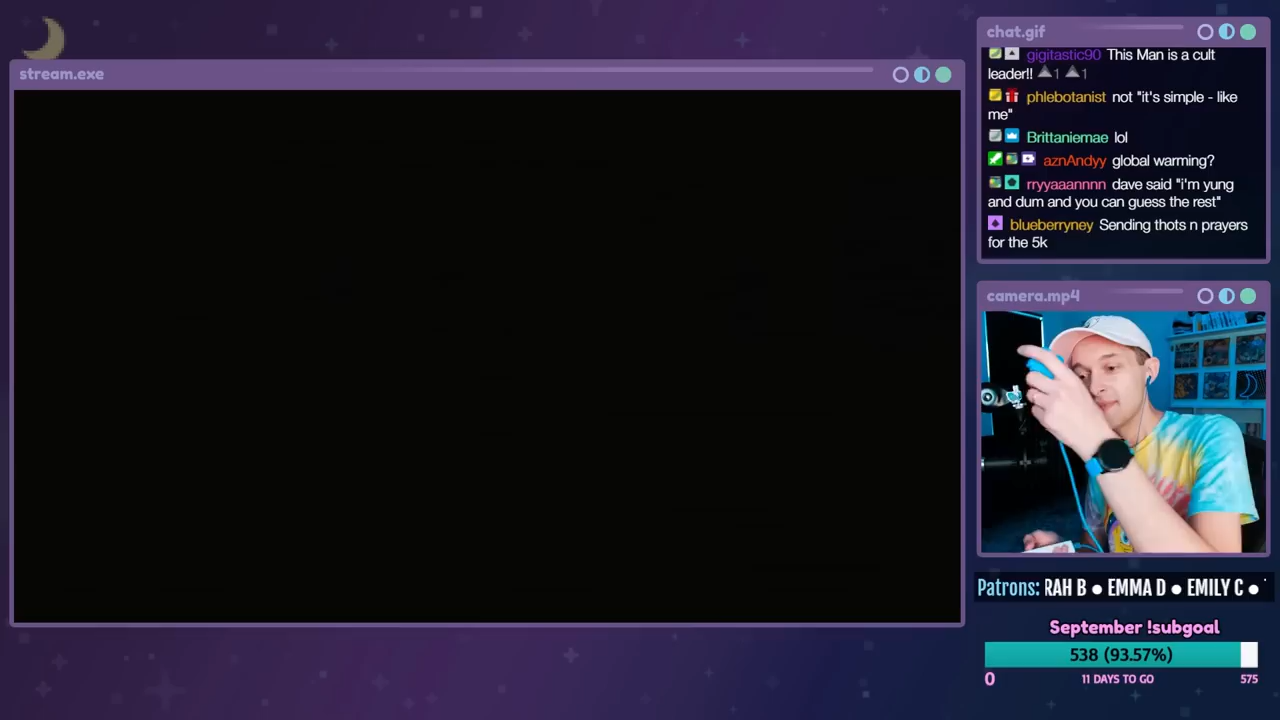 stream.exe
chat.gif
gigitastic90 This Man is a cult
leader!! 1 1
phlebotanist not "it's simple - like
me"
Brittaniemae lol
aznAndyy global warming?
rryyaaannnn dave said "i'm yung
and dum and you can guess the rest"
blueberryney Sending thots n prayers
for the 5k
camera.mp4
Patrons: RAH B ● EMMA D ● EMILY C ●
September !subgoal
538 (93.57%)
0 11 DAYS TO GO 575